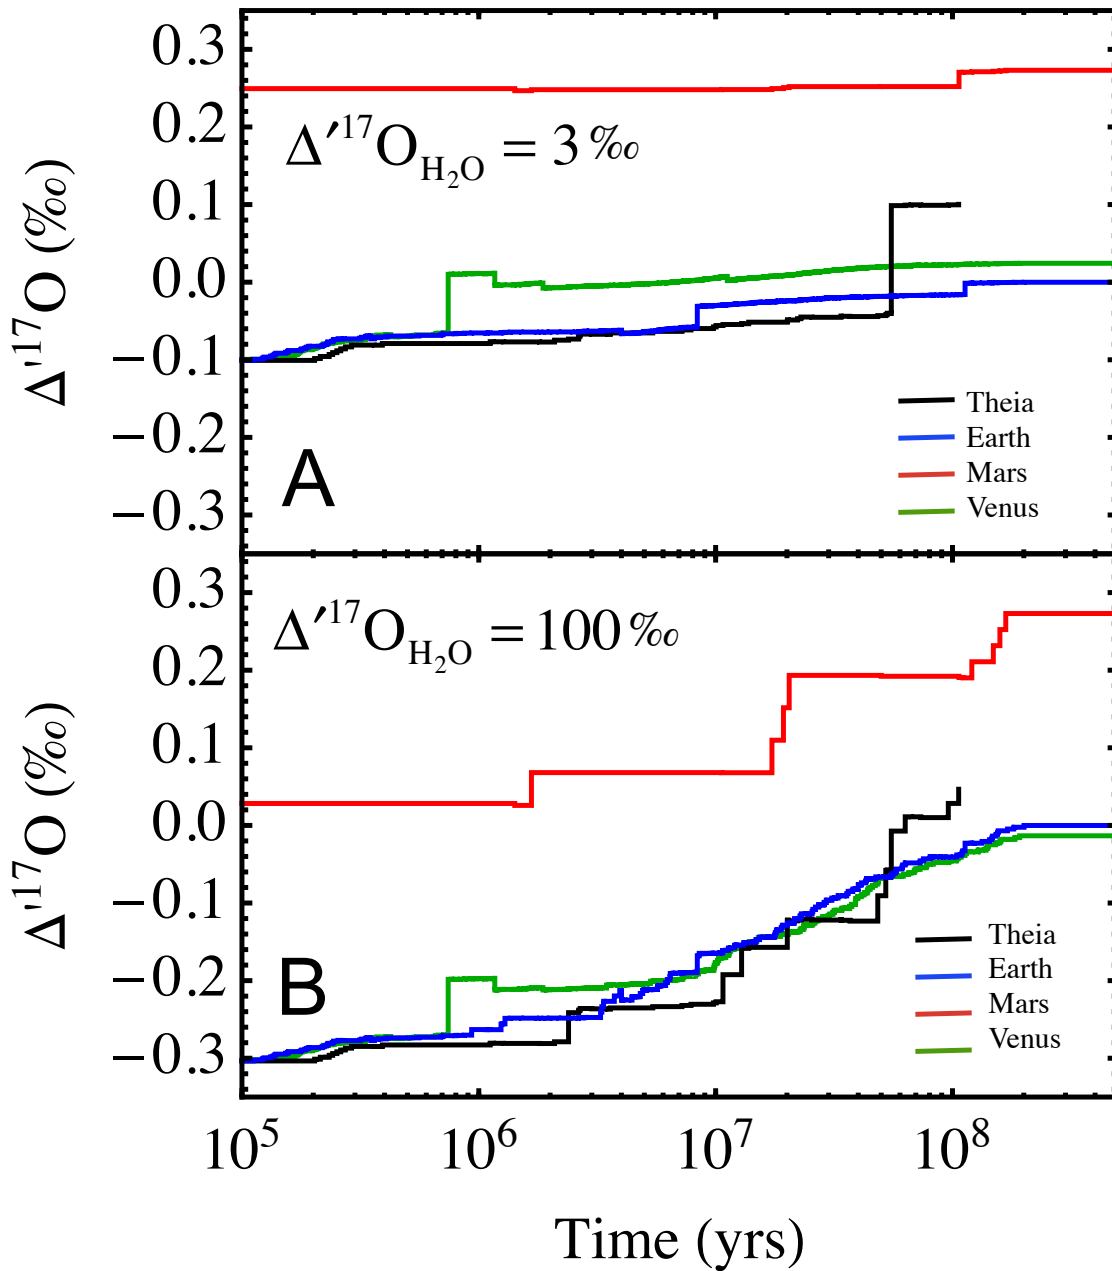 0.3
0.2
Δ′¹⁷O_H₂O = 3 ‰
0.1
0.0
−0.1
−0.2
−0.3
Δ'¹⁷O (‰)
Theia
Earth
Mars
Venus
A
0.3
Δ′¹⁷O_H₂O = 100 ‰
0.2
0.1
0.0
−0.1
−0.2
−0.3
Δ'¹⁷O (‰)
Theia
Earth
Mars
Venus
B
10⁵ 10⁶ 10⁷ 10⁸
Time (yrs)